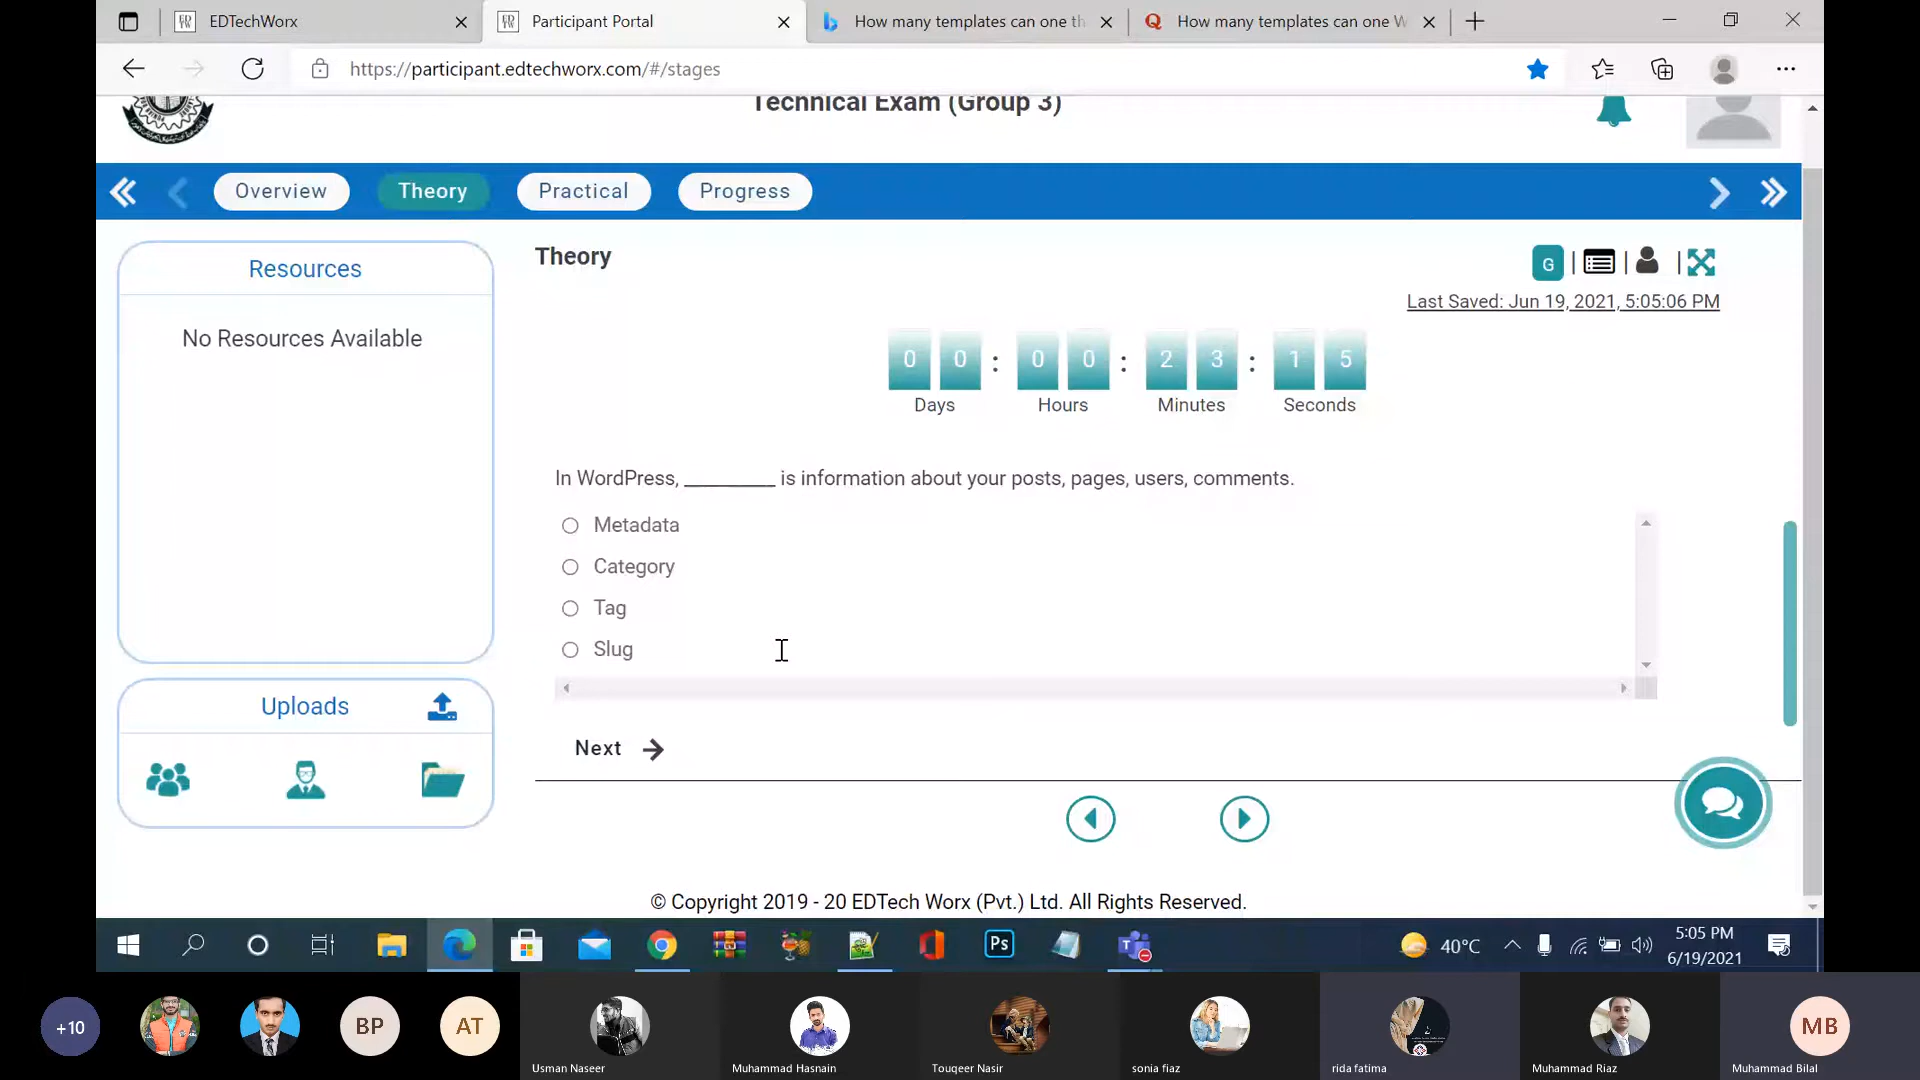 EDTechWorx
Participant Portal
How many templates can one th
How many templates can one W
https://participant.edtechworx.com/#/stages
Technical Exam (Group 3)
Overview
Theory
Practical
Progress
Resources
No Resources Available
Uploads
Theory
G
Last Saved: Jun 19, 2021, 5:05:06 PM
0 0 : 0 0 : 2 3 : 1 5
Days Hours Minutes Seconds
In WordPress, __________ is information about your posts, pages, users, comments.
Metadata
Category
Tag
Slug
Next
© Copyright 2019 - 20 EDTech Worx (Pvt.) Ltd. All Rights Reserved.
Ps
40°C
5:05 PM
6/19/2021
+10
BP
AT
MB
Usman Naseer
Muhammad Hasnain
Touqeer Nasir
sonia fiaz
rida fatima
Muhammad Riaz
Muhammad Bilal